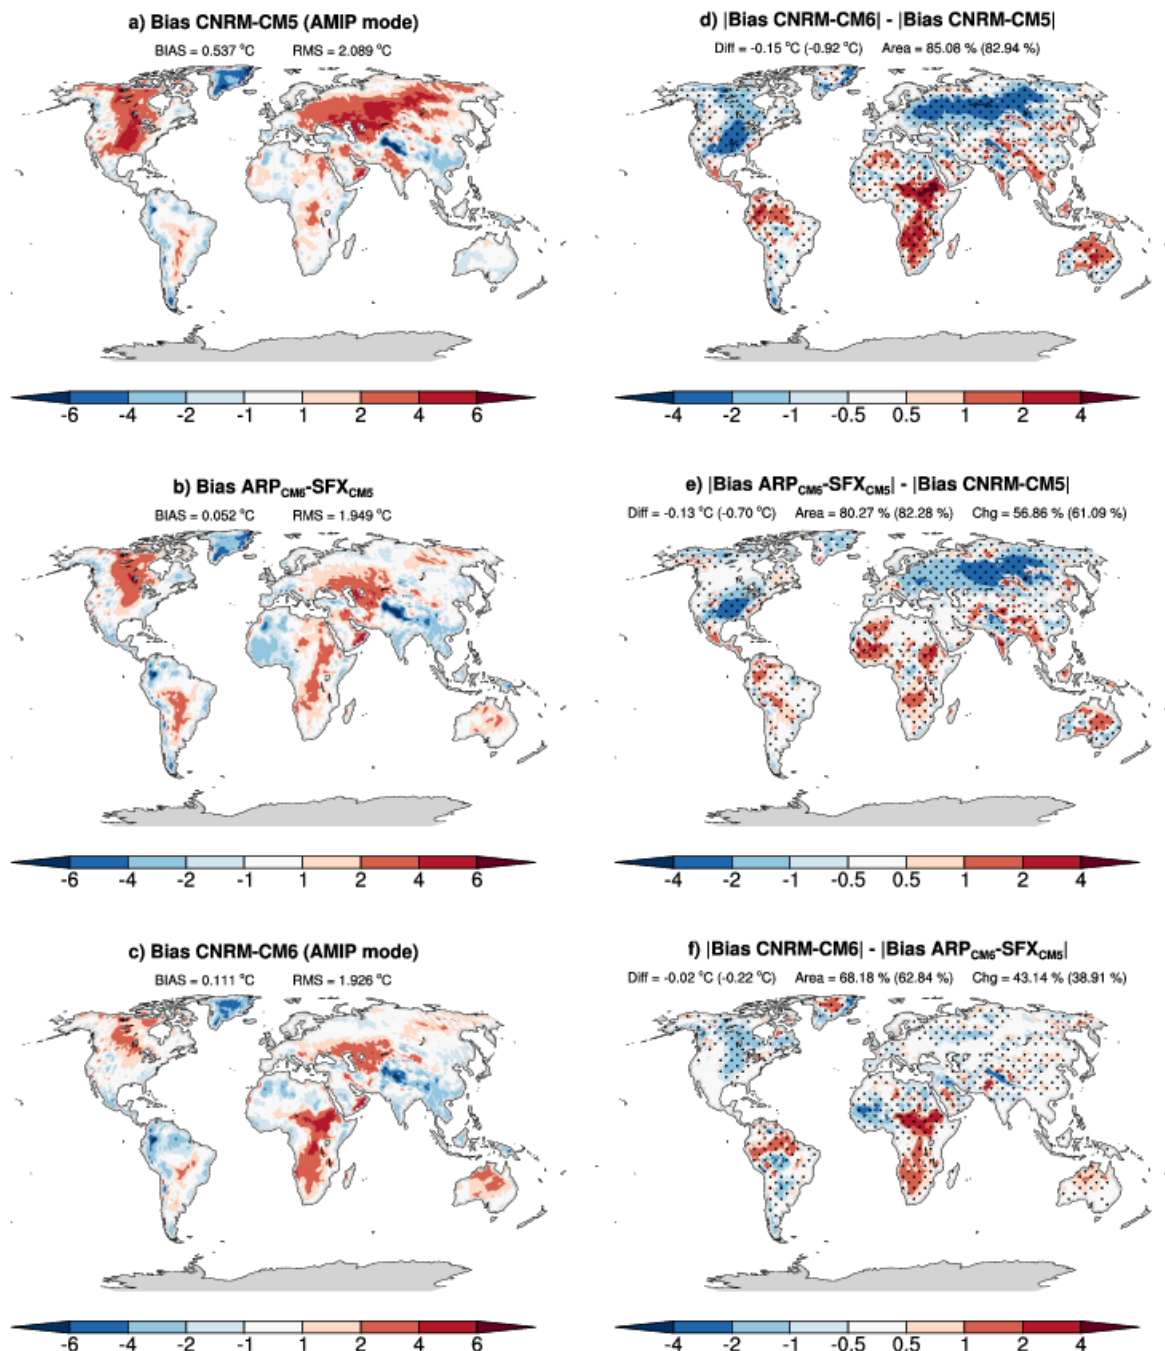 a) Bias CNRM-CM5 (AMIP mode)
BIAS = 0.537 °C RMS = 2.089 °C
-6 -4 -2 -1 1 2 4 6
d) |Bias CNRM-CM6| - |Bias CNRM-CM5|
Diff = -0.15 °C (-0.92 °C) Area = 85.08 % (82.94 %)
-4 -2 -1 -0.5 0.5 1 2 4
b) Bias ARPCM6-SFXCM5
BIAS = 0.052 °C RMS = 1.949 °C
-6 -4 -2 -1 1 2 4 6
e) |Bias ARPCM6-SFXCM5| - |Bias CNRM-CM5|
Diff = -0.13 °C (-0.70 °C) Area = 80.27 % (82.28 %) Chg = 56.86 % (61.09 %)
-4 -2 -1 -0.5 0.5 1 2 4
c) Bias CNRM-CM6 (AMIP mode)
BIAS = 0.111 °C RMS = 1.926 °C
-6 -4 -2 -1 1 2 4 6
f) |Bias CNRM-CM6| - |Bias ARPCM6-SFXCM5|
Diff = -0.02 °C (-0.22 °C) Area = 68.18 % (62.84 %) Chg = 43.14 % (38.91 %)
-4 -2 -1 -0.5 0.5 1 2 4